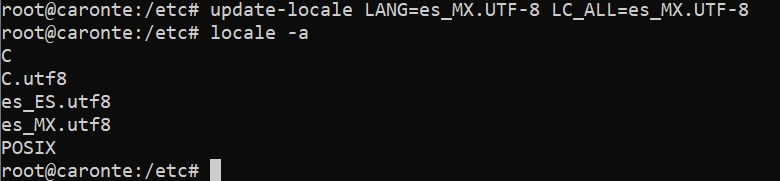 root@caronte:/etc# update-locale LANG=es_MX.UTF-8 LC_ALL=es_MX.UTF-8
root@caronte:/etc# locale -a
C
C.utf8
es_ES.utf8
es_MX.utf8
POSIX
root@caronte:/etc#